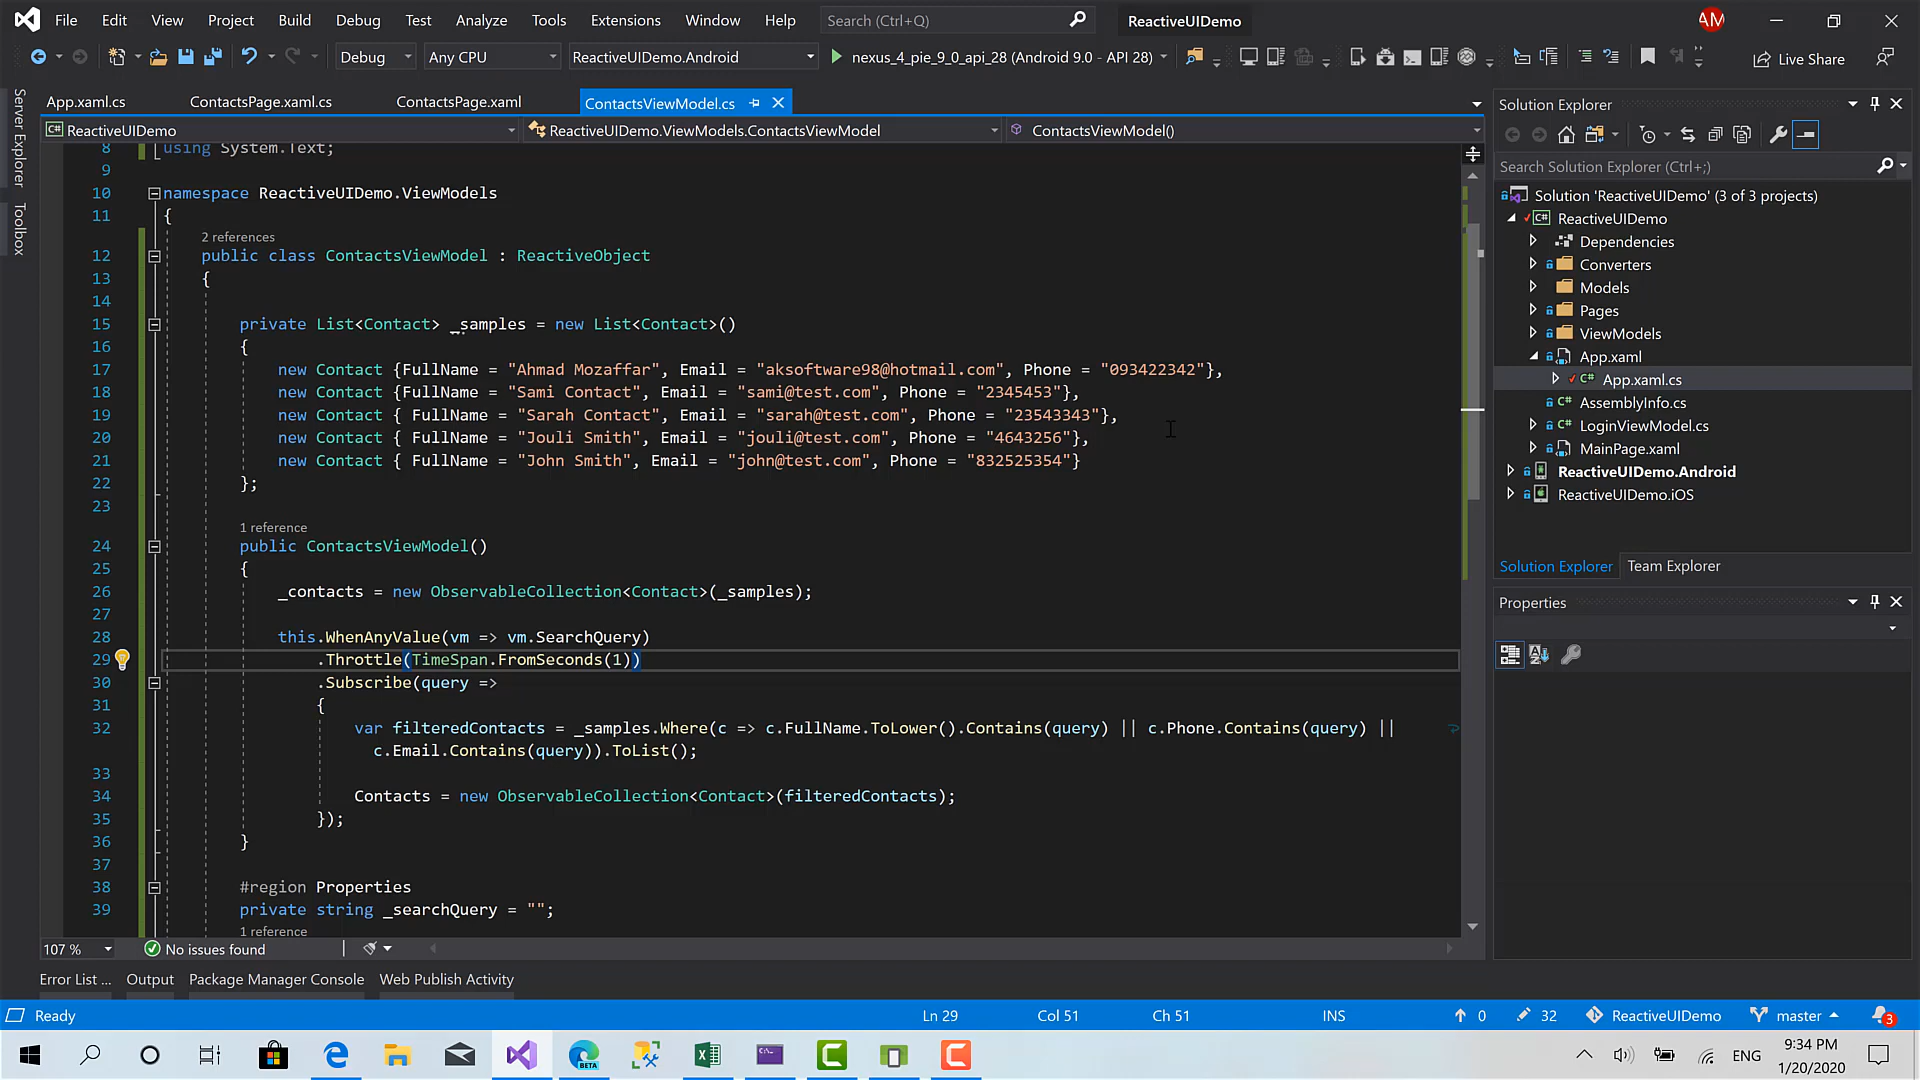 File Edit View Project Build Debug Test Analyze Tools Extensions Window Help Search (Ctrl+Q) ReactiveUIDemo AM
Debug Any CPU ReactiveUIDemo.Android nexus_4_pie_9_0_api_28 (Android 9.0 - API 28) Live Share
Server Explorer
Toolbox
App.xaml.cs ContactsPage.xaml.cs ContactsPage.xaml ContactsViewModel.cs
ReactiveUIDemo ReactiveUIDemo.ViewModels.ContactsViewModel ContactsViewModel()
8 using System.Text;
9
10 namespace ReactiveUIDemo.ViewModels
11 {
2 references
12 public class ContactsViewModel : ReactiveObject
13 {
14
15 private List<Contact> _samples = new List<Contact>()
16 {
17 new Contact {FullName = "Ahmad Mozaffar", Email = "aksoftware98@hotmail.com", Phone = "093422342"},
18 new Contact {FullName = "Sami Contact", Email = "sami@test.com", Phone = "2345453"},
19 new Contact { FullName = "Sarah Contact", Email = "sarah@test.com", Phone = "23543343"},
20 new Contact { FullName = "Jouli Smith", Email = "jouli@test.com", Phone = "4643256"},
21 new Contact { FullName = "John Smith", Email = "john@test.com", Phone = "832525354"}
22 };
23
1 reference
24 public ContactsViewModel()
25 {
26 _contacts = new ObservableCollection<Contact>(_samples);
27
28 this.WhenAnyValue(vm => vm.SearchQuery)
29 .Throttle(TimeSpan.FromSeconds(1))
30 .Subscribe(query =>
31 {
32 var filteredContacts = _samples.Where(c => c.FullName.ToLower().Contains(query) || c.Phone.Contains(query) ||
c.Email.Contains(query)).ToList();
33
34 Contacts = new ObservableCollection<Contact>(filteredContacts);
35 });
36 }
37
38 #region Properties
39 private string _searchQuery = "";
1 reference
107 % No issues found
Error List ... Output Package Manager Console Web Publish Activity
Solution Explorer
Search Solution Explorer (Ctrl+;)
Solution 'ReactiveUIDemo' (3 of 3 projects)
ReactiveUIDemo
Dependencies
Converters
Models
Pages
ViewModels
App.xaml
App.xaml.cs
AssemblyInfo.cs
LoginViewModel.cs
MainPage.xaml
ReactiveUIDemo.Android
ReactiveUIDemo.iOS
Solution Explorer Team Explorer
Properties
Ready Ln 29 Col 51 Ch 51 INS 0 32 ReactiveUIDemo master 3
BETA ENG 9:34 PM
1/20/2020